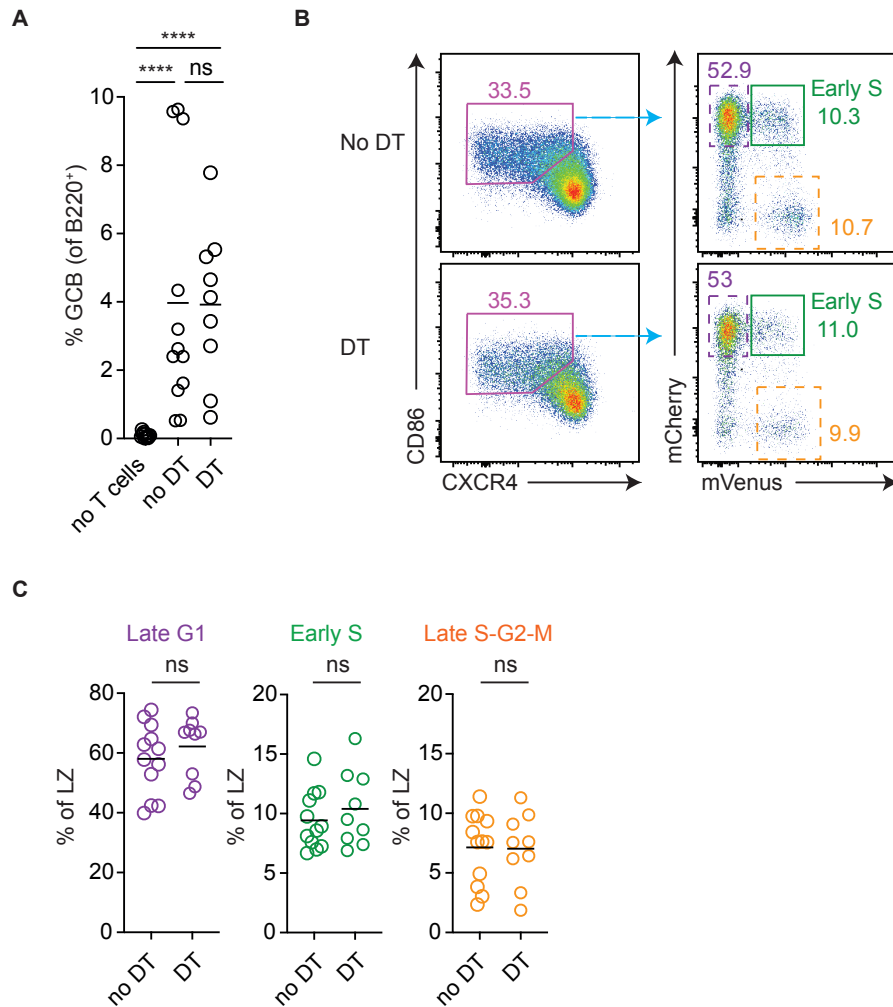 A
****
**** ns
% GCB (of B220+)
10
8
6
4
2
0
no T cells
no DT
DT
B
No DT
33.5
52.9
Early S
10.3
10.7
DT
35.3
53
Early S
11.0
9.9
CD86
CXCR4
mCherry
mVenus
C
Late G1
ns
% of LZ
80
60
40
20
0
no DT
DT
Early S
ns
% of LZ
20
15
10
5
0
no DT
DT
Late S-G2-M
ns
% of LZ
20
15
10
5
0
no DT
DT